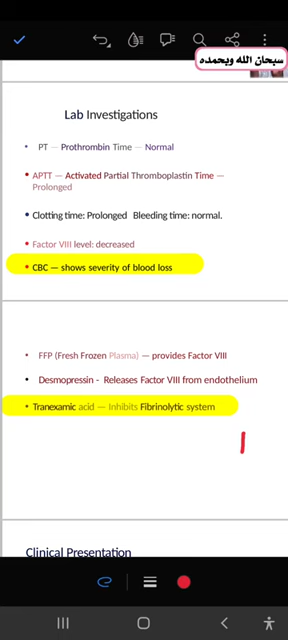 سبحان الله وبحمده
Lab Investigations
• PT — Prothrombin Time — Normal
• APTT — Activated Partial Thromboplastin Time —
Prolonged
• Clotting time: Prolonged Bleeding time: normal.
• Factor VIII level: decreased
• CBC — shows severity of blood loss
• FFP (Fresh Frozen Plasma) — provides Factor VIII
• Desmopressin - Releases Factor VIII from endothelium
• Tranexamic acid — Inhibits Fibrinolytic system
Clinical Presentation